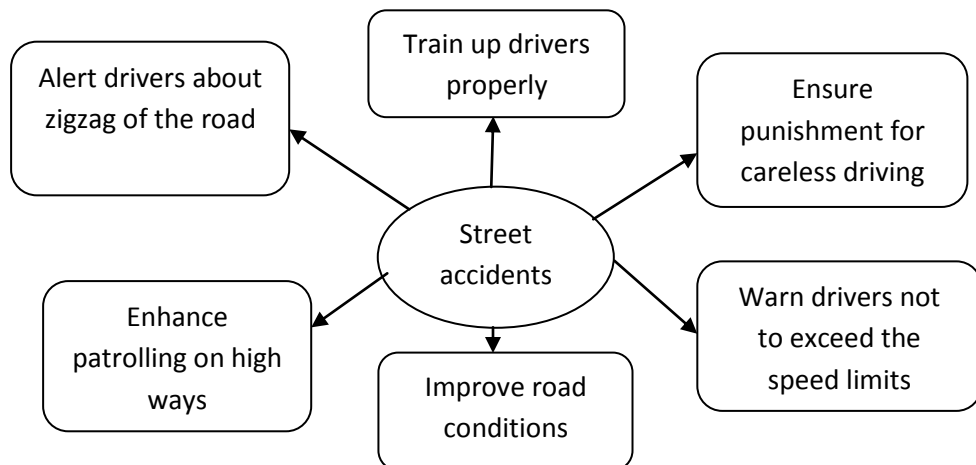 Train up drivers
properly
Alert drivers about
zigzag of the road
Ensure
punishment for
careless driving
Street
accidents
Enhance
patrolling on high
ways
Warn drivers not
to exceed the
speed limits
Improve road
conditions